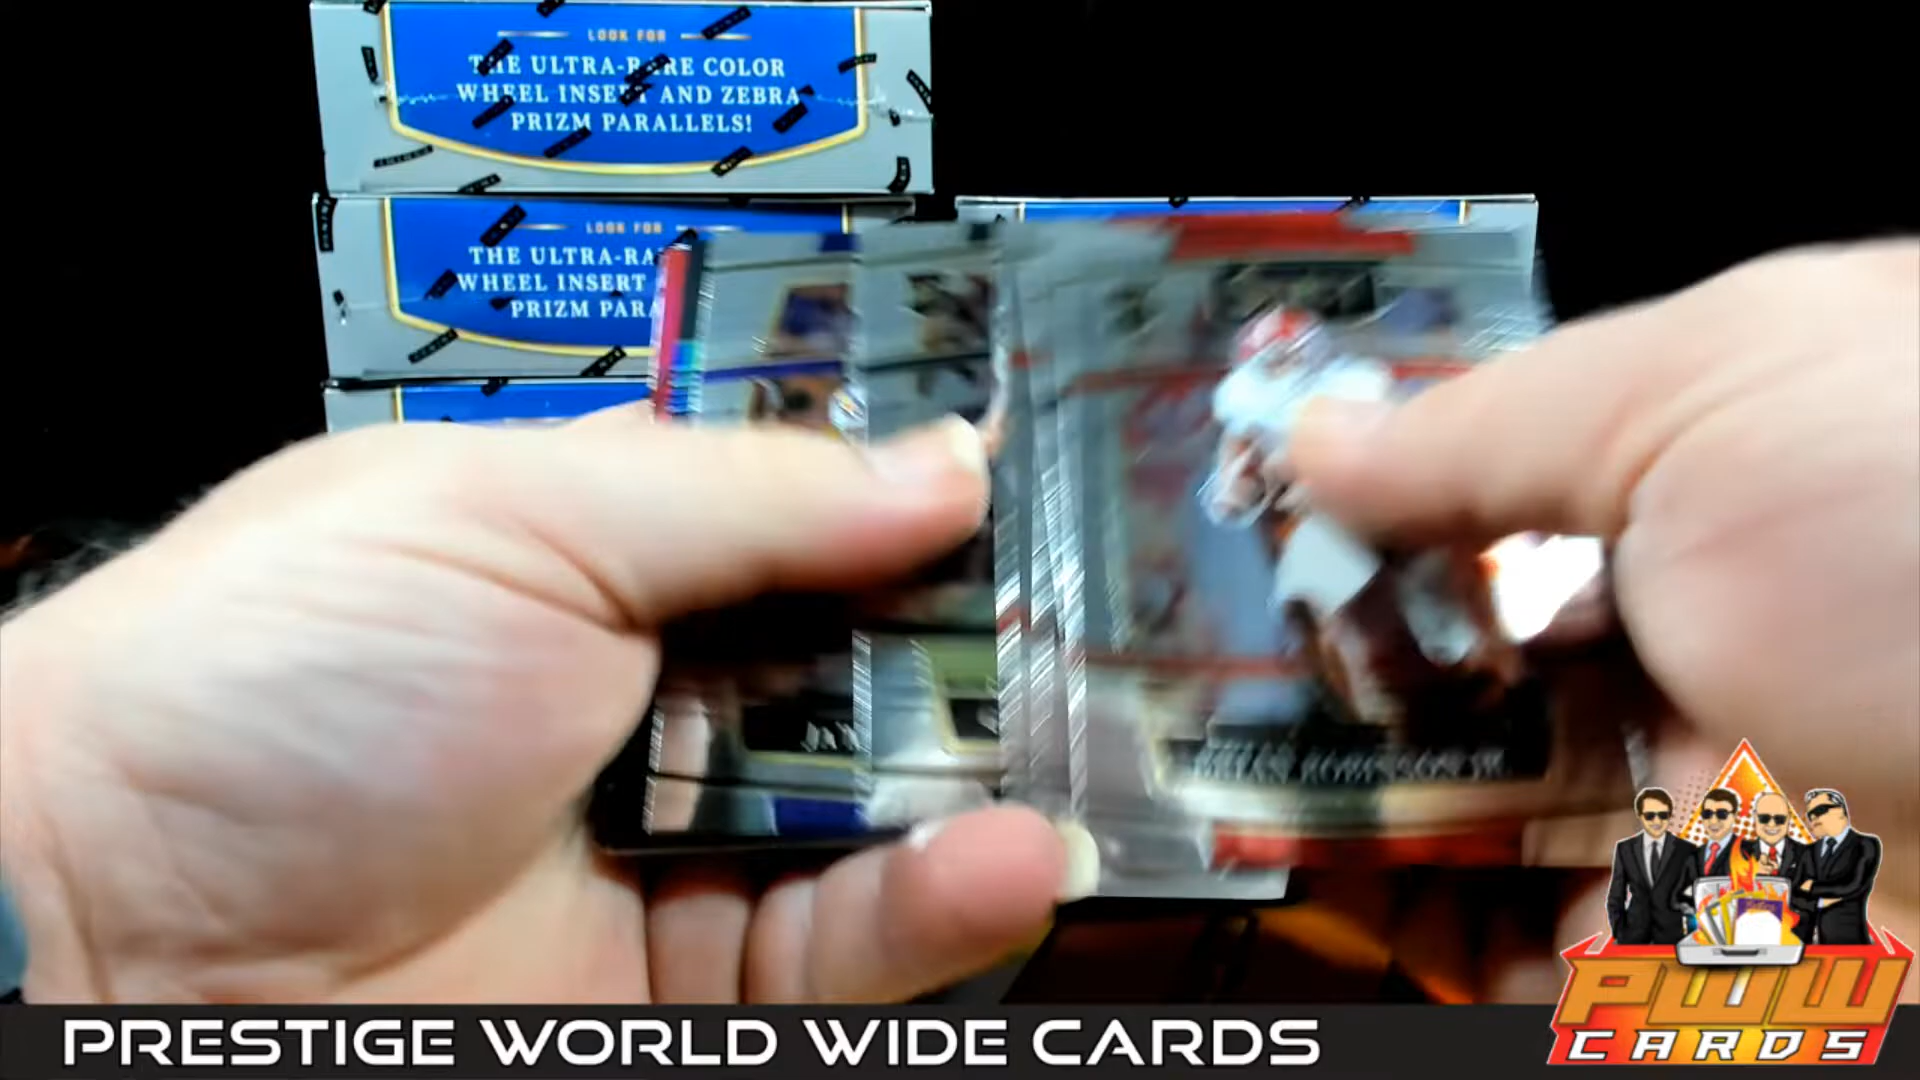 LOOK FOR
THE ULTRA-RARE COLOR
WHEEL INSERT AND ZEBRA
PRIZM PARALLELS!
LOOK FOR
THE ULTRA-RA
WHEEL INSERT
PRIZM PARA
PRESTIGE WORLD WIDE CARDS
PWW
CARDS